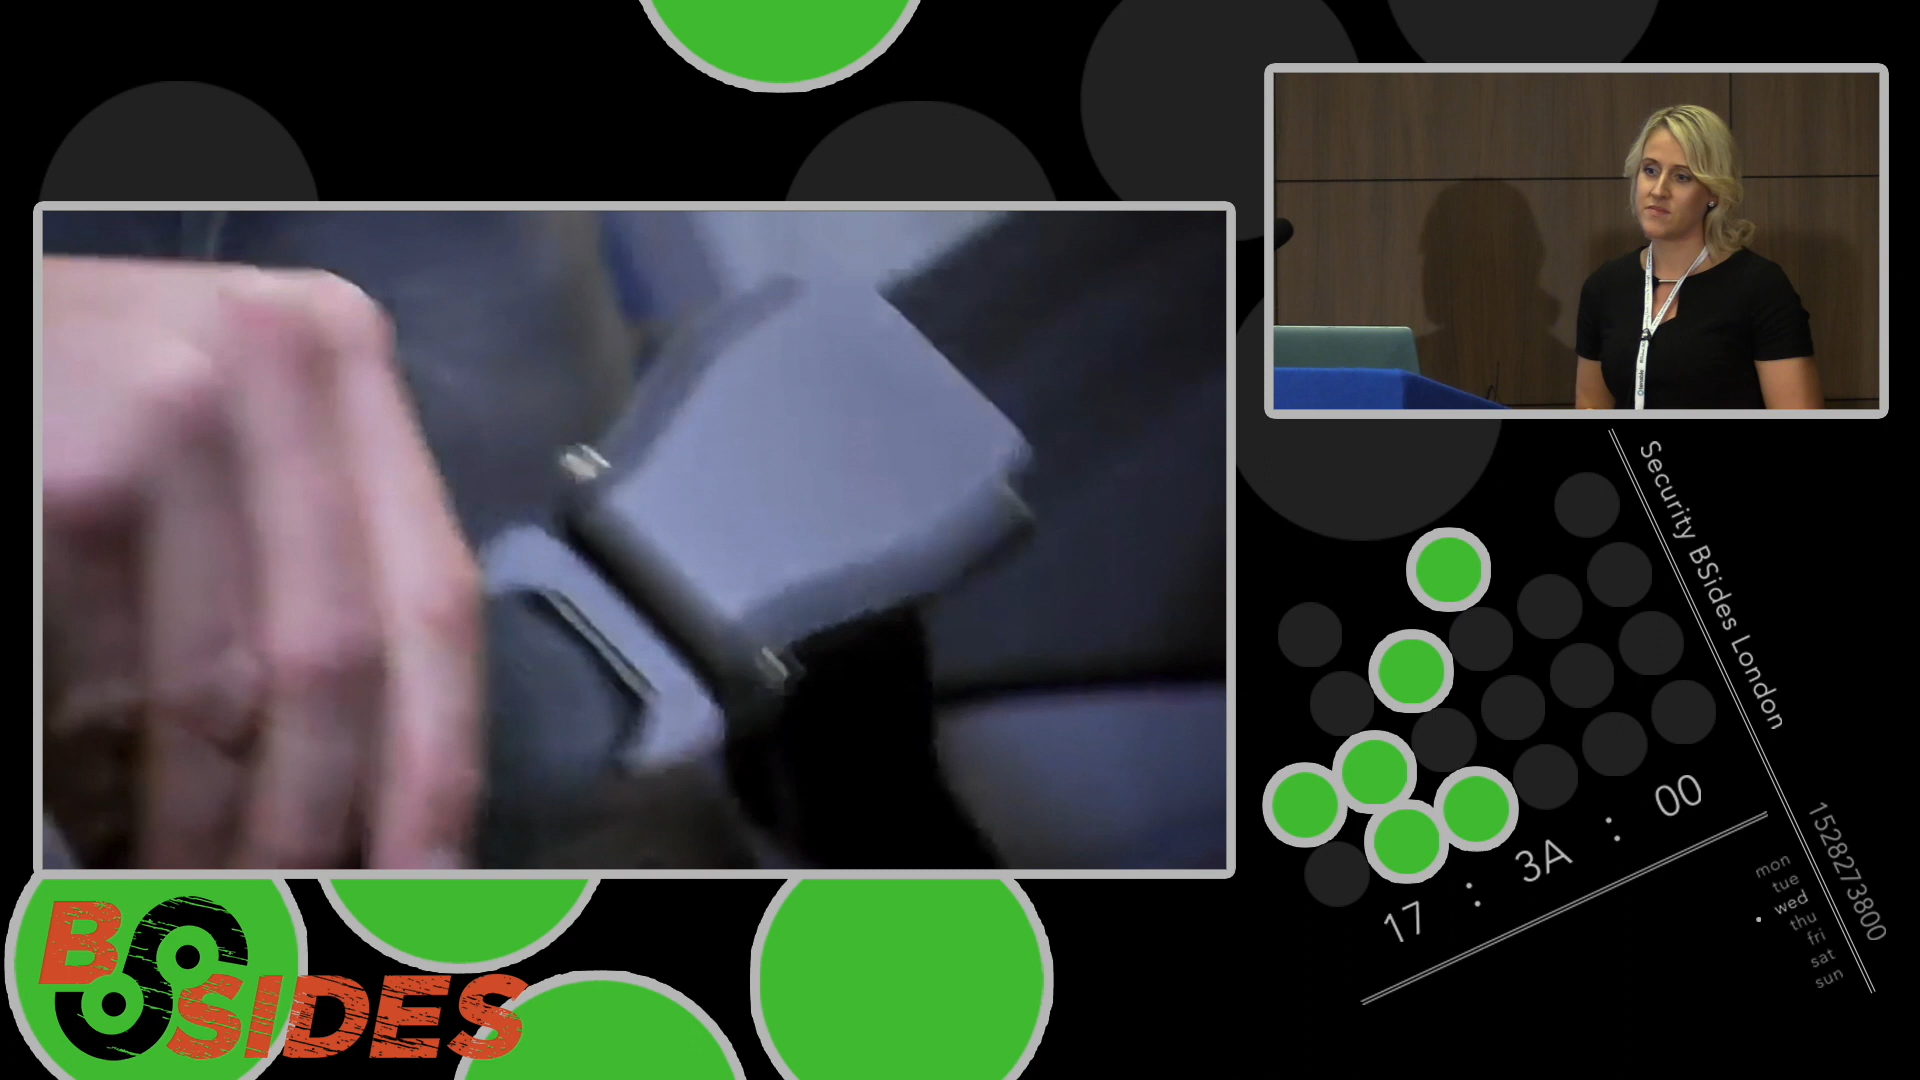 Security BSides London
17 : 3A : 00
1528273800
mon
tue
wed
thu
fri
sat
sun
BSIDES